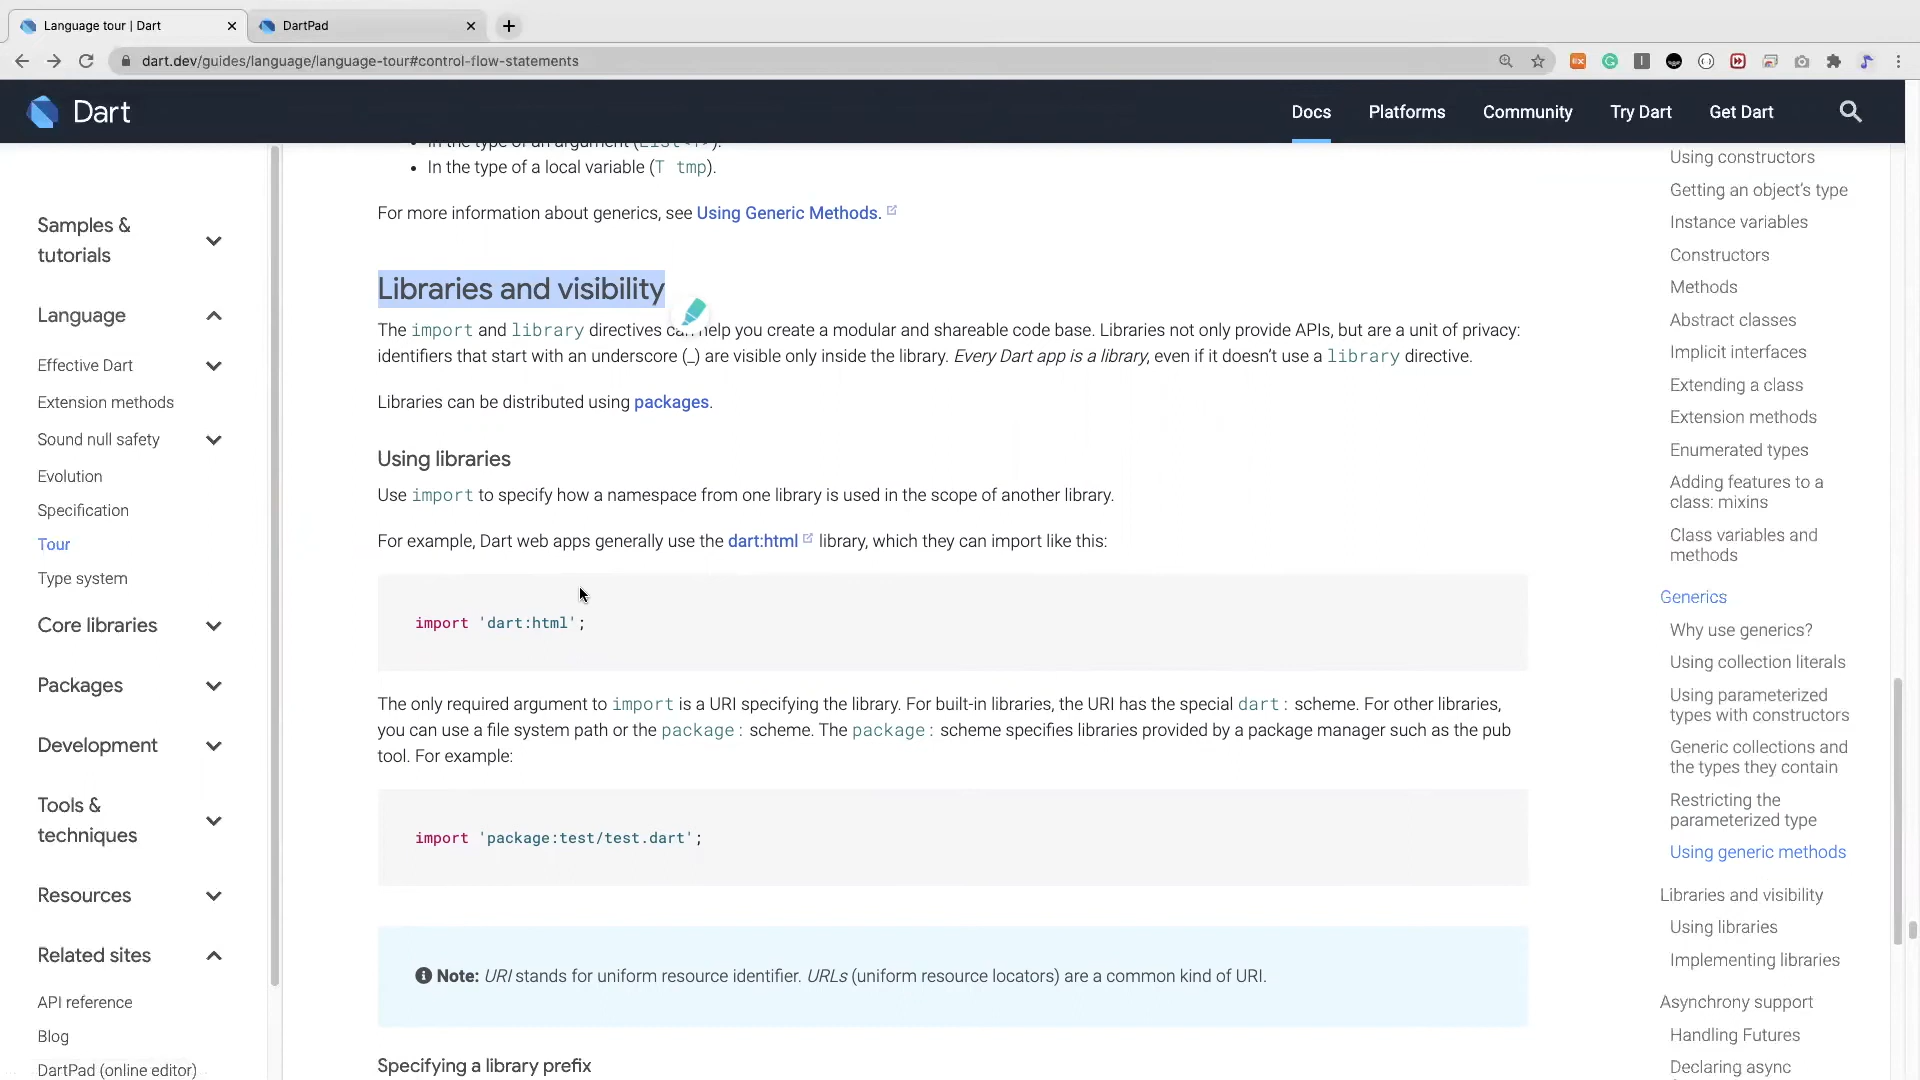 Language tour | Dart
DartPad
dart.dev/guides/language/language-tour#control-flow-statements
Dart
Docs
Platforms
Community
Try Dart
Get Dart
Samples &
tutorials
Language
Effective Dart
Extension methods
Sound null safety
Evolution
Specification
Tour
Type system
Core libraries
Packages
Development
Tools &
techniques
Resources
Related sites
API reference
Blog
DartPad (online editor)
• In the type of an argument (List<T>).
• In the type of a local variable (T tmp).
For more information about generics, see Using Generic Methods.
Libraries and visibility
The import and library directives can help you create a modular and shareable code base. Libraries not only provide APIs, but are a unit of privacy:
identifiers that start with an underscore (_) are visible only inside the library. Every Dart app is a library, even if it doesn’t use a library directive.
Libraries can be distributed using packages.
Using libraries
Use import to specify how a namespace from one library is used in the scope of another library.
For example, Dart web apps generally use the dart:html library, which they can import like this:
import 'dart:html';
The only required argument to import is a URI specifying the library. For built-in libraries, the URI has the special dart: scheme. For other libraries,
you can use a file system path or the package: scheme. The package: scheme specifies libraries provided by a package manager such as the pub
tool. For example:
import 'package:test/test.dart';
Note: URI stands for uniform resource identifier. URLs (uniform resource locators) are a common kind of URI.
Specifying a library prefix
Using constructors
Getting an object’s type
Instance variables
Constructors
Methods
Abstract classes
Implicit interfaces
Extending a class
Extension methods
Enumerated types
Adding features to a
class: mixins
Class variables and
methods
Generics
Why use generics?
Using collection literals
Using parameterized
types with constructors
Generic collections and
the types they contain
Restricting the
parameterized type
Using generic methods
Libraries and visibility
Using libraries
Implementing libraries
Asynchrony support
Handling Futures
Declaring async